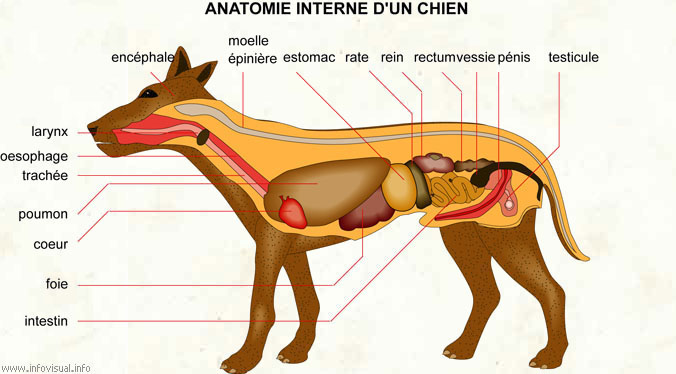 ANATOMIE INTERNE D'UN CHIEN
encéphale
moelle
épinière
estomac
rate
rein
rectum
vessie
pénis
testicule
larynx
oesophage
trachée
poumon
coeur
foie
intestin
www.infovisual.info